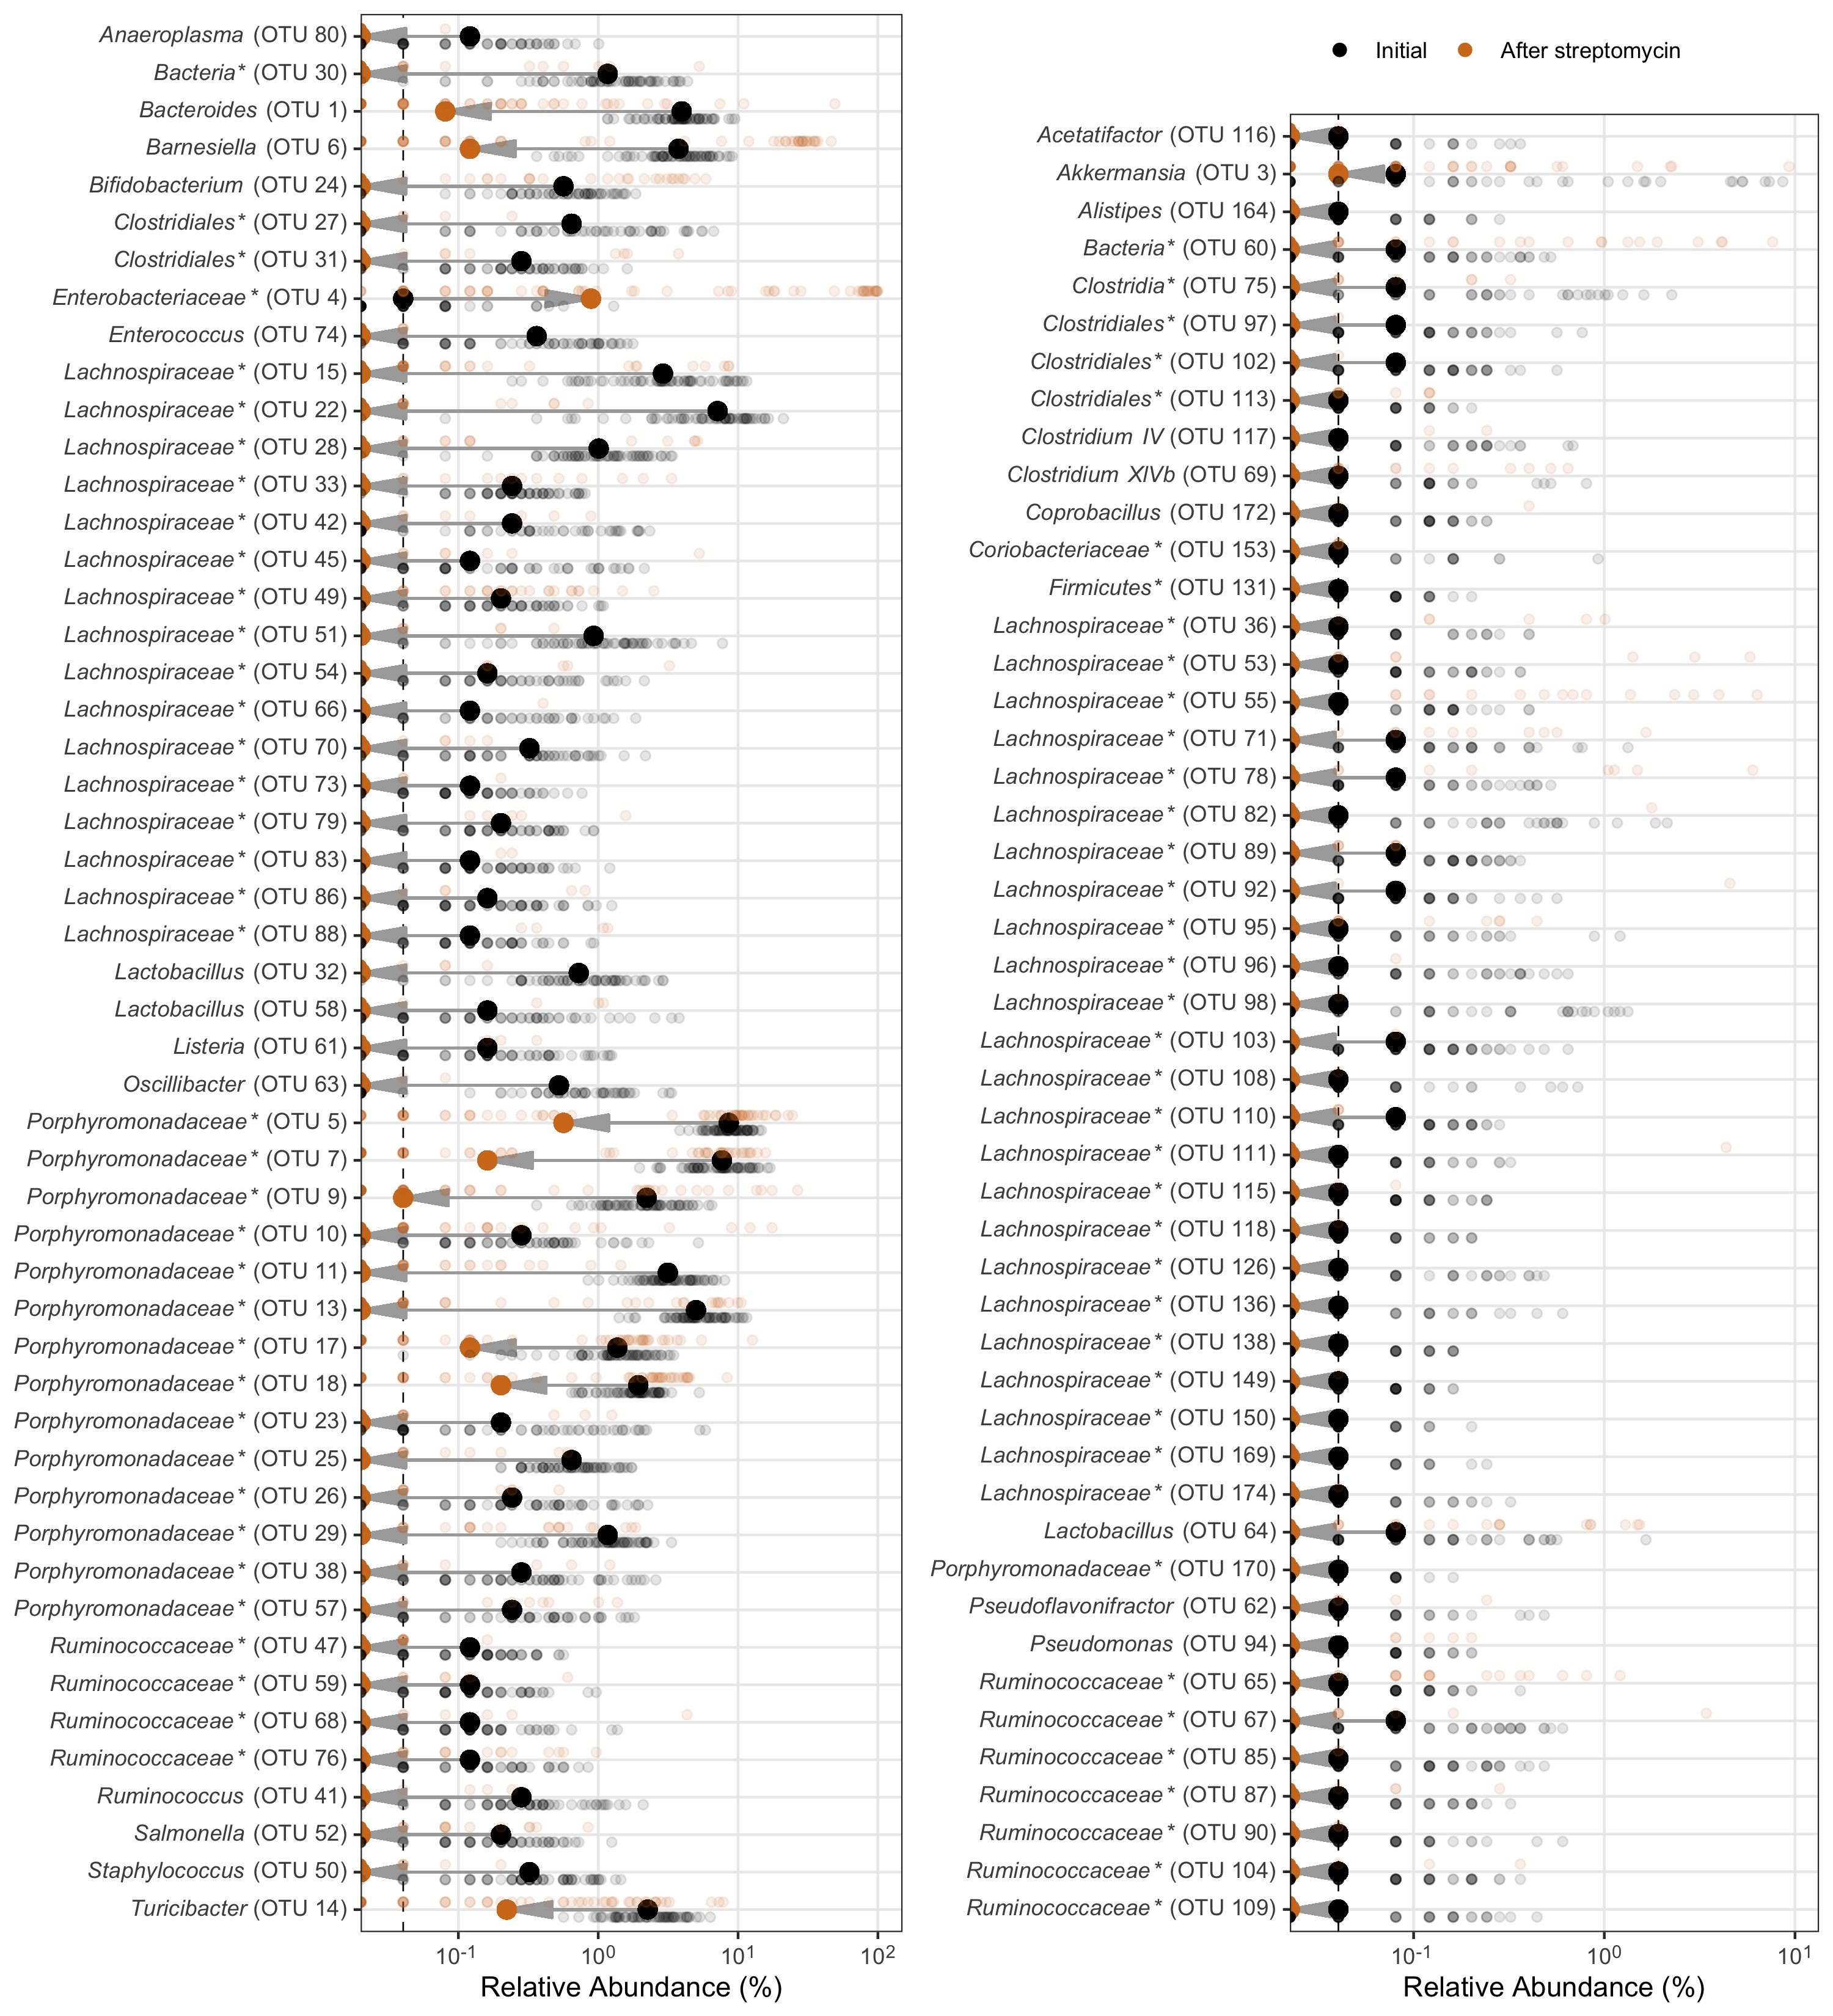 Anaeroplasma (OTU 80)
Bacteria* (OTU 30)
Bacteroides (OTU 1)
Barnesiella (OTU 6)
Bifidobacterium (OTU 24)
Clostridiales* (OTU 27)
Clostridiales* (OTU 31)
Enterobacteriaceae* (OTU 4)
Enterococcus (OTU 74)
Lachnospiraceae* (OTU 15)
Lachnospiraceae* (OTU 22)
Lachnospiraceae* (OTU 28)
Lachnospiraceae* (OTU 33)
Lachnospiraceae* (OTU 42)
Lachnospiraceae* (OTU 45)
Lachnospiraceae* (OTU 49)
Lachnospiraceae* (OTU 51)
Lachnospiraceae* (OTU 54)
Lachnospiraceae* (OTU 66)
Lachnospiraceae* (OTU 70)
Lachnospiraceae* (OTU 73)
Lachnospiraceae* (OTU 79)
Lachnospiraceae* (OTU 83)
Lachnospiraceae* (OTU 86)
Lachnospiraceae* (OTU 88)
Lactobacillus (OTU 32)
Lactobacillus (OTU 58)
Listeria (OTU 61)
Oscillibacter (OTU 63)
Porphyromonadaceae* (OTU 5)
Porphyromonadaceae* (OTU 7)
Porphyromonadaceae* (OTU 9)
Porphyromonadaceae* (OTU 10)
Porphyromonadaceae* (OTU 11)
Porphyromonadaceae* (OTU 13)
Porphyromonadaceae* (OTU 17)
Porphyromonadaceae* (OTU 18)
Porphyromonadaceae* (OTU 23)
Porphyromonadaceae* (OTU 25)
Porphyromonadaceae* (OTU 26)
Porphyromonadaceae* (OTU 29)
Porphyromonadaceae* (OTU 38)
Porphyromonadaceae* (OTU 57)
Ruminococcaceae* (OTU 47)
Ruminococcaceae* (OTU 59)
Ruminococcaceae* (OTU 68)
Ruminococcaceae* (OTU 76)
Ruminococcus (OTU 41)
Salmonella (OTU 52)
Staphylococcus (OTU 50)
Turicibacter (OTU 14)
10⁻¹ 10⁰ 10¹ 10²
Relative Abundance (%)
Initial After streptomycin
Acetatifactor (OTU 116)
Akkermansia (OTU 3)
Alistipes (OTU 164)
Bacteria* (OTU 60)
Clostridia* (OTU 75)
Clostridiales* (OTU 97)
Clostridiales* (OTU 102)
Clostridiales* (OTU 113)
Clostridium IV (OTU 117)
Clostridium XIVb (OTU 69)
Coprobacillus (OTU 172)
Coriobacteriaceae* (OTU 153)
Firmicutes* (OTU 131)
Lachnospiraceae* (OTU 36)
Lachnospiraceae* (OTU 53)
Lachnospiraceae* (OTU 55)
Lachnospiraceae* (OTU 71)
Lachnospiraceae* (OTU 78)
Lachnospiraceae* (OTU 82)
Lachnospiraceae* (OTU 89)
Lachnospiraceae* (OTU 92)
Lachnospiraceae* (OTU 95)
Lachnospiraceae* (OTU 96)
Lachnospiraceae* (OTU 98)
Lachnospiraceae* (OTU 103)
Lachnospiraceae* (OTU 108)
Lachnospiraceae* (OTU 110)
Lachnospiraceae* (OTU 111)
Lachnospiraceae* (OTU 115)
Lachnospiraceae* (OTU 118)
Lachnospiraceae* (OTU 126)
Lachnospiraceae* (OTU 136)
Lachnospiraceae* (OTU 138)
Lachnospiraceae* (OTU 149)
Lachnospiraceae* (OTU 150)
Lachnospiraceae* (OTU 169)
Lachnospiraceae* (OTU 174)
Lactobacillus (OTU 64)
Porphyromonadaceae* (OTU 170)
Pseudoflavonifractor (OTU 62)
Pseudomonas (OTU 94)
Ruminococcaceae* (OTU 65)
Ruminococcaceae* (OTU 67)
Ruminococcaceae* (OTU 85)
Ruminococcaceae* (OTU 87)
Ruminococcaceae* (OTU 90)
Ruminococcaceae* (OTU 104)
Ruminococcaceae* (OTU 109)
10⁻¹ 10⁰ 10¹
Relative Abundance (%)